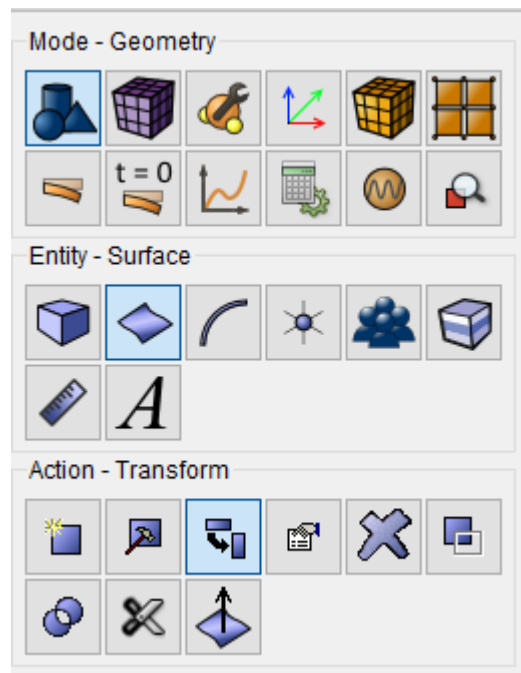 Mode - Geometry
t = 0
Entity - Surface
A
Action - Transform